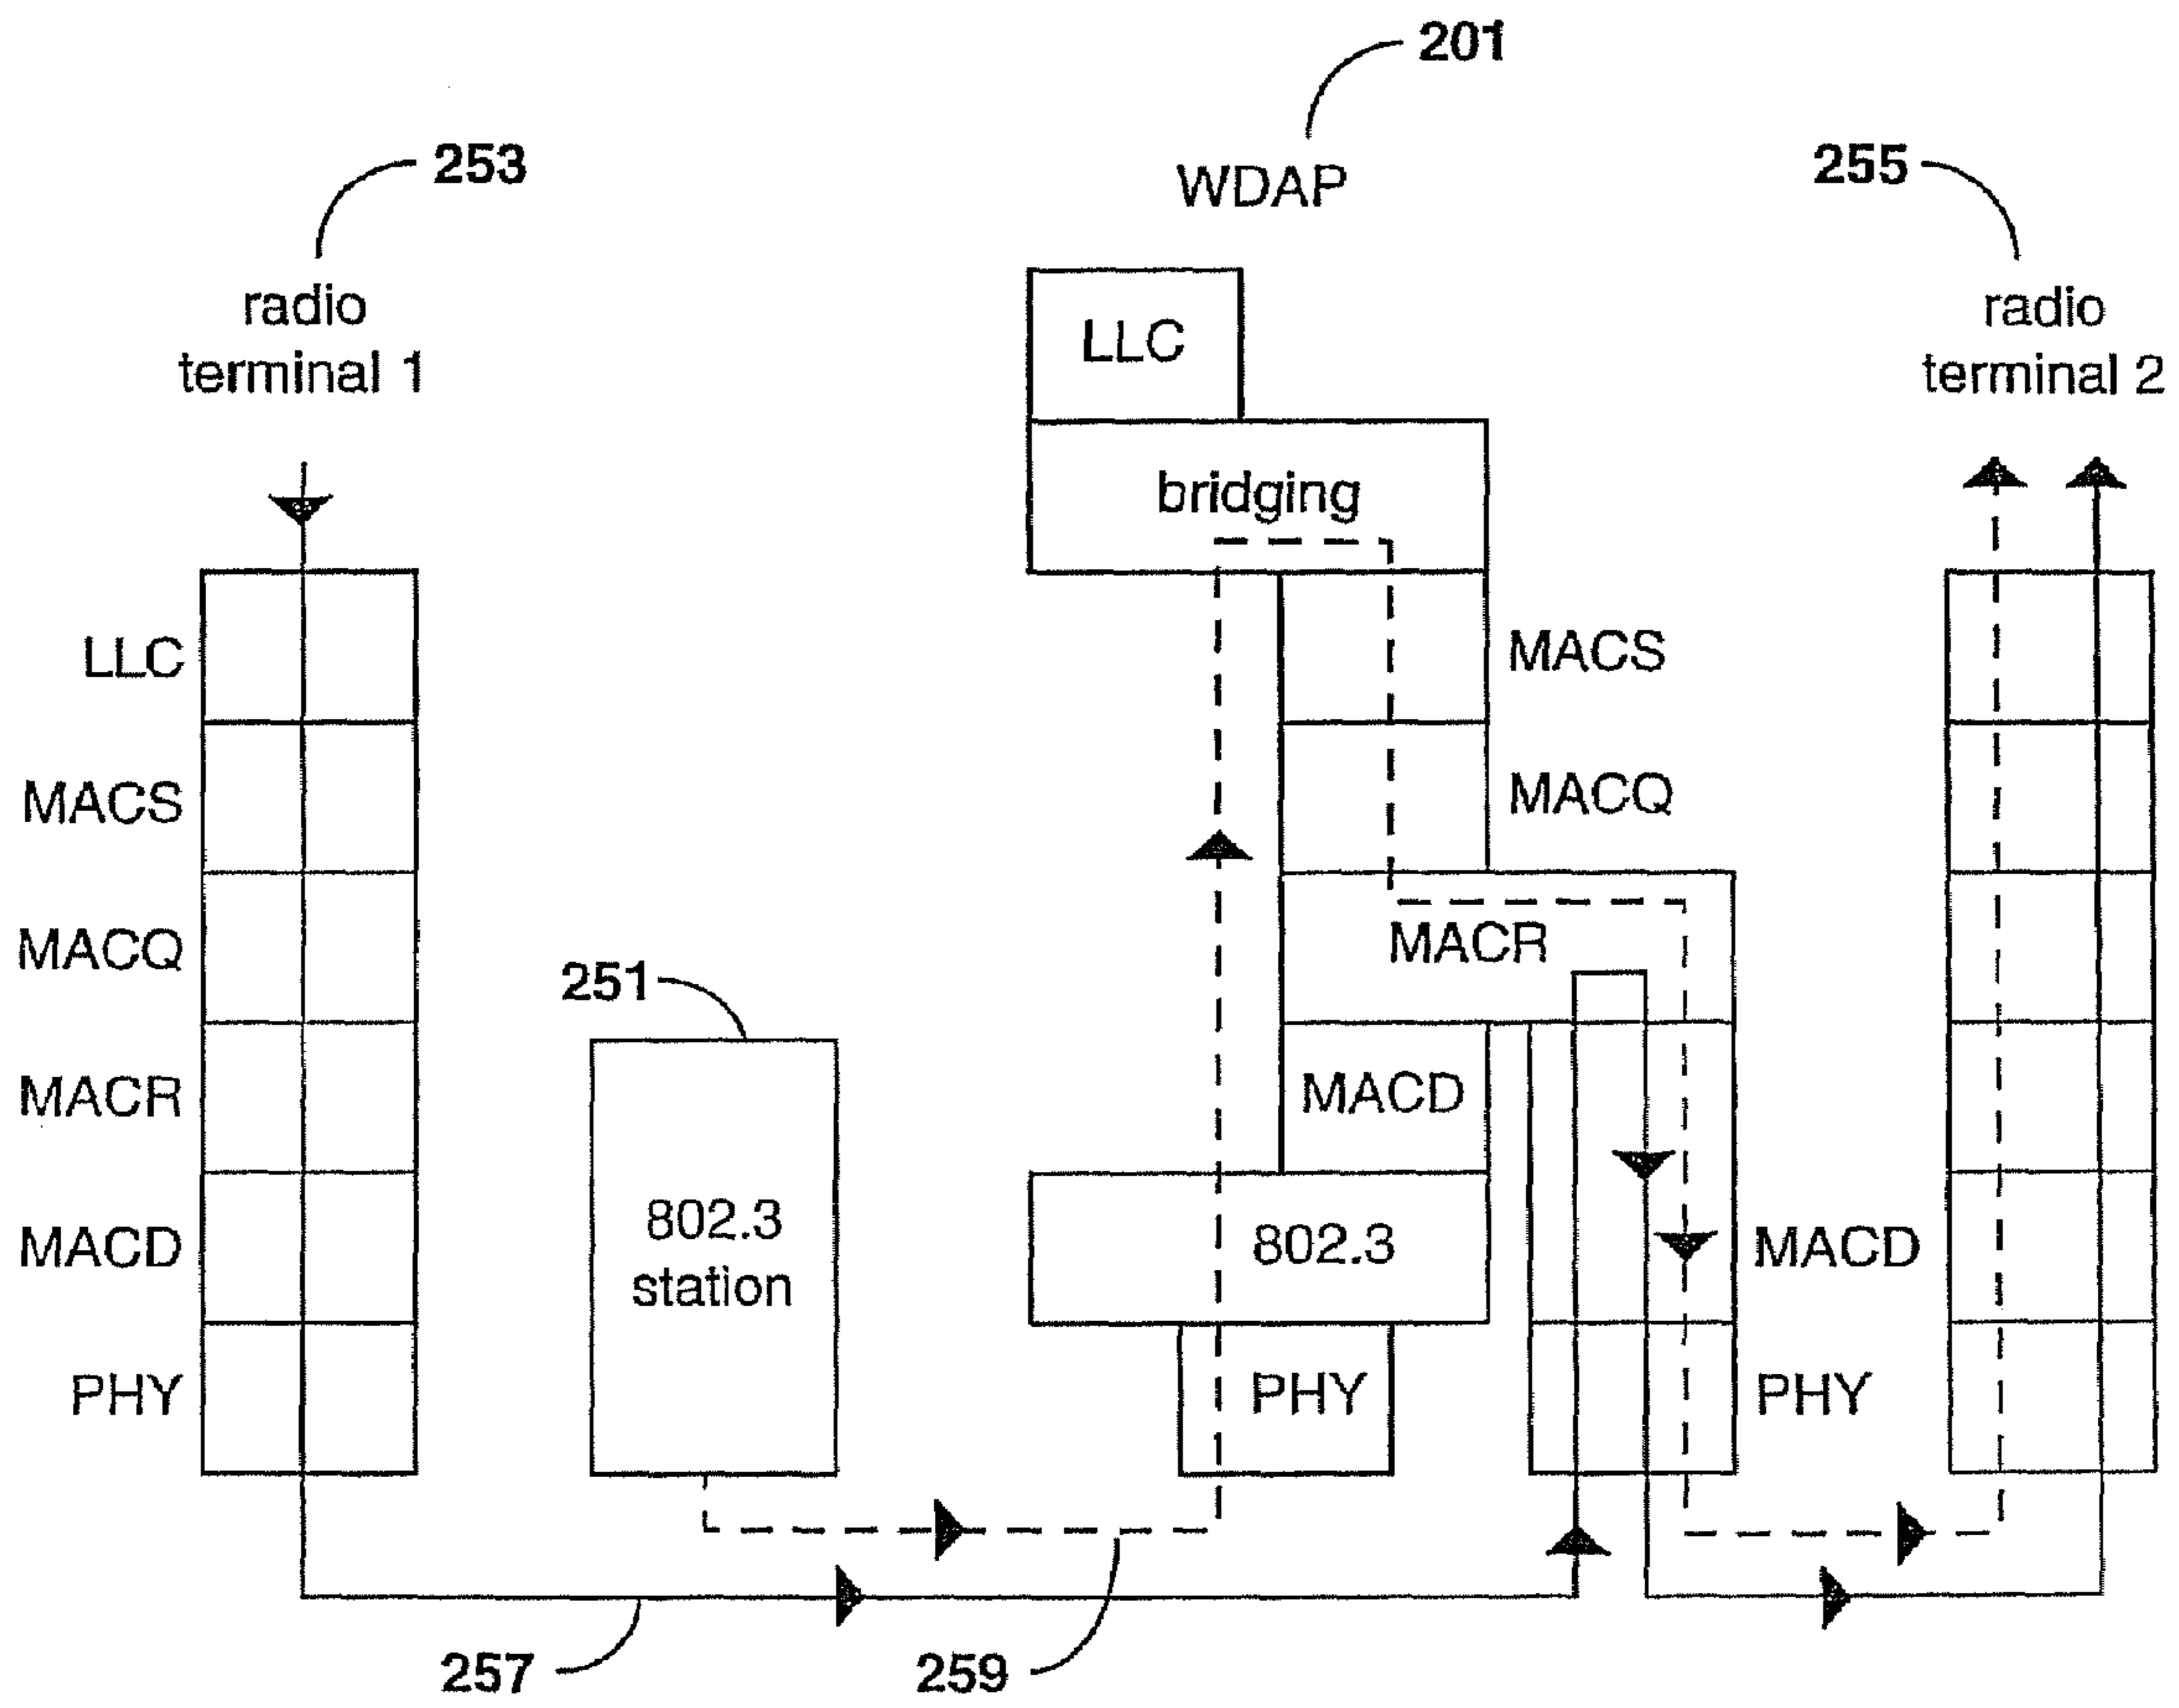 201
WDAP
253
255
radio
terminal 1
radio
terminal 2
LLC
bridging
LLC
MACS
MACQ
MACR
MACD
PHY
251
802.3
station
MACS
MACQ
MACR
MACD
802.3
PHY
MACD
PHY
257
259